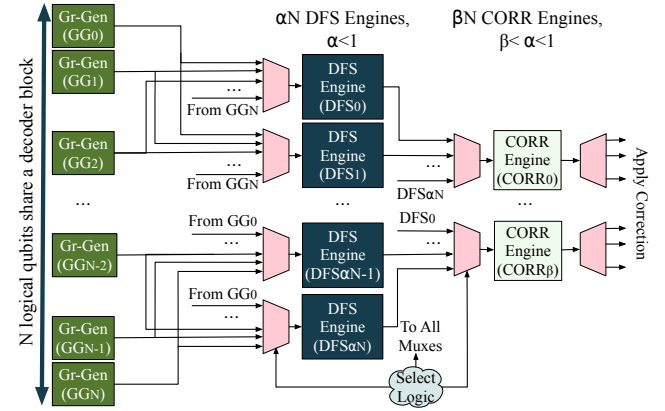 αN DFS Engines,
α<1
βN CORR Engines,
β< α<1
N logical qubits share a decoder block
Gr-Gen
(GG0)
Gr-Gen
(GG1)
Gr-Gen
(GG2)
...
Gr-Gen
(GGN-2)
Gr-Gen
(GGN-1)
Gr-Gen
(GGN)
...
From GGN
...
From GGN
From GG0
...
From GG0
...
DFS
Engine
(DFS0)
DFS
Engine
(DFS1)
...
DFS
Engine
(DFSαN-1)
DFS
Engine
(DFSαN)
...
DFSαN
DFS0
...
CORR
Engine
(CORR0)
...
CORR
Engine
(CORRβ)
Apply Correction
To All
Muxes
Select
Logic